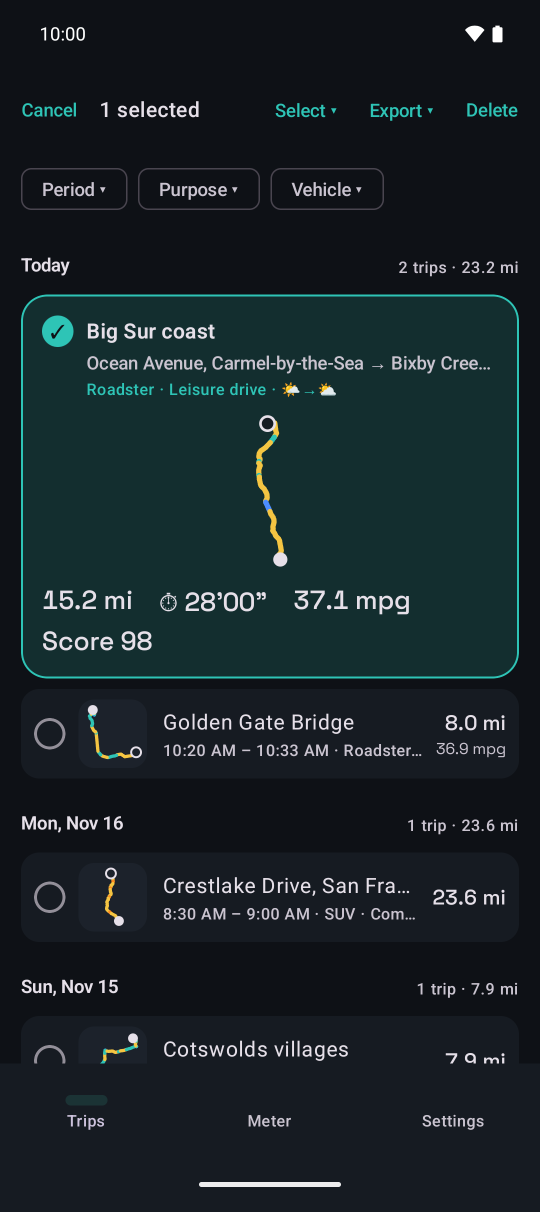 10:00
Cancel 1 selected Select ▾ Export ▾ Delete
Period ▾ Purpose ▾ Vehicle ▾
Today 2 trips · 23.2 mi
✓ Big Sur coast
Ocean Avenue, Carmel-by-the-Sea → Bixby Cree…
Roadster · Leisure drive · 🌤️→⛅
15.2 mi ⏱ 28’00” 37.1 mpg
Score 98
Golden Gate Bridge 8.0 mi
10:20 AM – 10:33 AM · Roadster… 36.9 mpg
Mon, Nov 16 1 trip · 23.6 mi
Crestlake Drive, San Fra… 23.6 mi
8:30 AM – 9:00 AM · SUV · Com…
Sun, Nov 15 1 trip · 7.9 mi
Cotswolds villages 7.9 mi
Trips Meter Settings